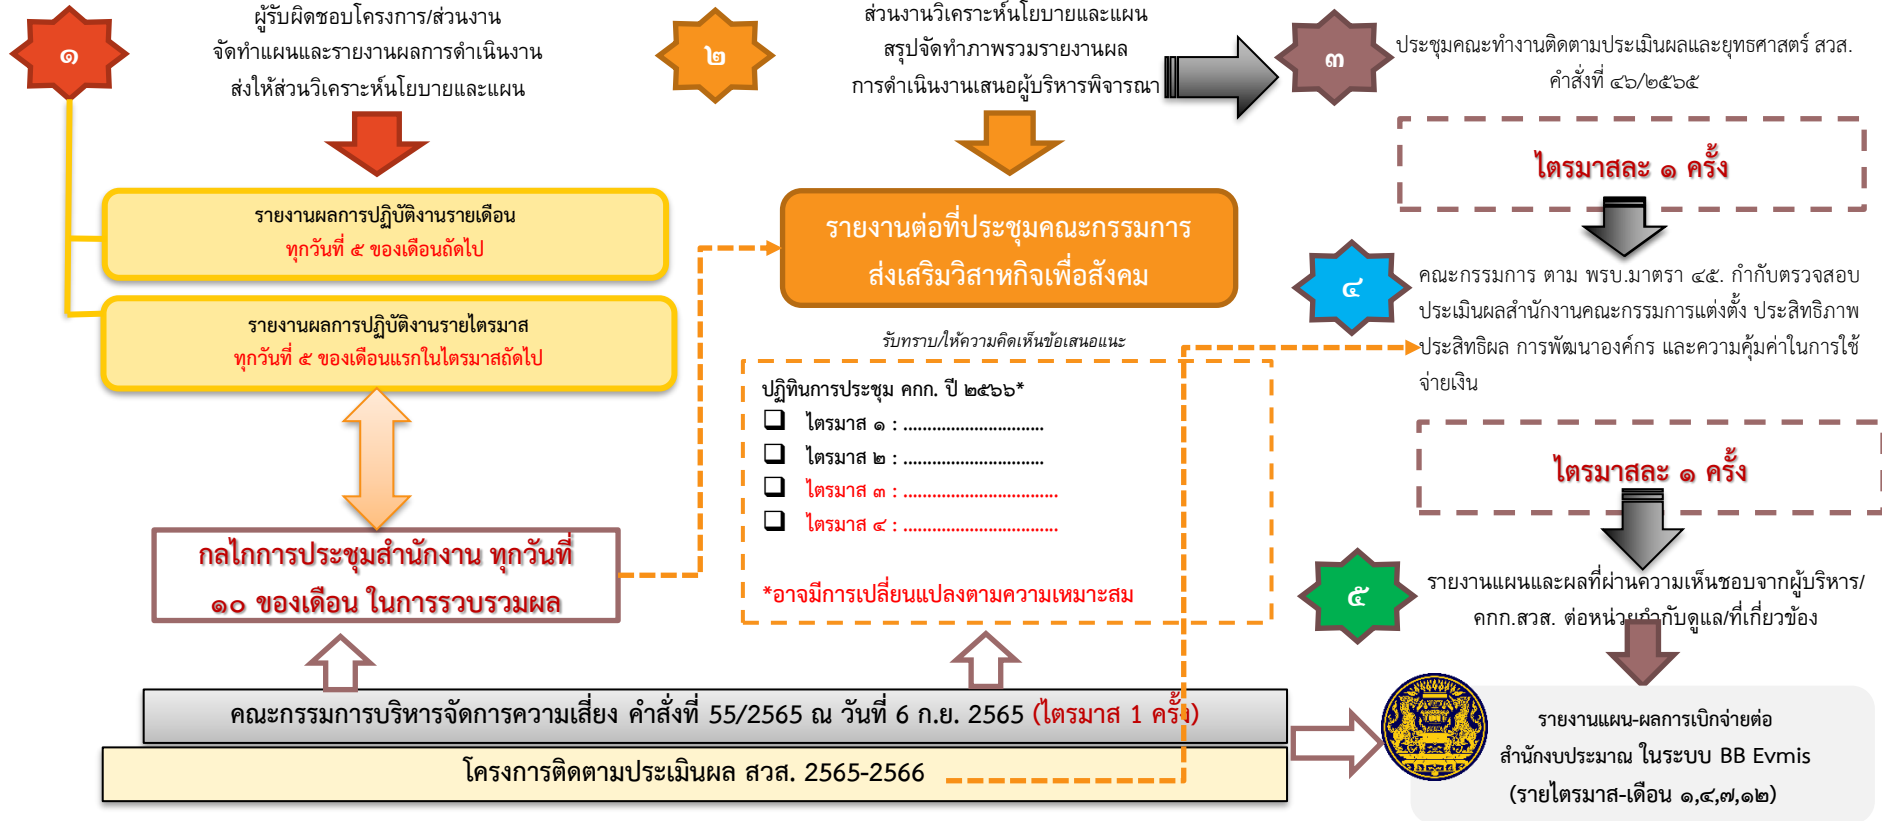 ๑
ผู้รับผิดชอบโครงการ/ส่วนงาน
จัดทำแผนและรายงานผลการดำเนินงาน
ส่งให้ส่วนวิเคราะห์นโยบายและแผน
รายงานผลการปฏิบัติงานรายเดือน
ทุกวันที่ ๕ ของเดือนถัดไป
รายงานผลการปฏิบัติงานรายไตรมาส
ทุกวันที่ ๕ ของเดือนแรกในไตรมาสถัดไป
กลไกการประชุมสำนักงาน ทุกวันที่
๑๐ ของเดือน ในการรวบรวมผล
๒
ส่วนงานวิเคราะห์นโยบายและแผน
สรุปจัดทำภาพรวมรายงานผล
การดำเนินงานเสนอผู้บริหารพิจารณา
รายงานต่อที่ประชุมคณะกรรมการ
ส่งเสริมวิสาหกิจเพื่อสังคม
รับทราบ/ให้ความคิดเห็นข้อเสนอแนะ
ปฏิทินการประชุม คกก. ปี ๒๕๖๖*
❑ ไตรมาส ๑ : .............................
❑ ไตรมาส ๒ : .............................
❑ ไตรมาส ๓ : ................................
❑ ไตรมาส ๔ : ................................
*อาจมีการเปลี่ยนแปลงตามความเหมาะสม
๓
ประชุมคณะทำงานติดตามประเมินผลและยุทธศาสตร์ สวส.
คำสั่งที่ ๔๖/๒๕๖๕
ไตรมาสละ ๑ ครั้ง
๔
คณะกรรมการ ตาม พรบ.มาตรา ๔๕. กำกับตรวจสอบ
ประเมินผลสำนักงานคณะกรรมการแต่งตั้ง ประสิทธิภาพ
ประสิทธิผล การพัฒนาองค์กร และความคุ้มค่าในการใช้
จ่ายเงิน
ไตรมาสละ ๑ ครั้ง
๕
รายงานแผนและผลที่ผ่านความเห็นชอบจากผู้บริหาร/
คกก.สวส. ต่อหน่วยกำกับดูแล/ที่เกี่ยวข้อง
คณะกรรมการบริหารจัดการความเสี่ยง คำสั่งที่ 55/2565 ณ วันที่ 6 ก.ย. 2565 (ไตรมาส 1 ครั้ง)
โครงการติดตามประเมินผล สวส. 2565-2566
รายงานแผน-ผลการเบิกจ่ายต่อ
สำนักงบประมาณ ในระบบ BB Evmis
(รายไตรมาส-เดือน ๑,๔,๗,๑๒)